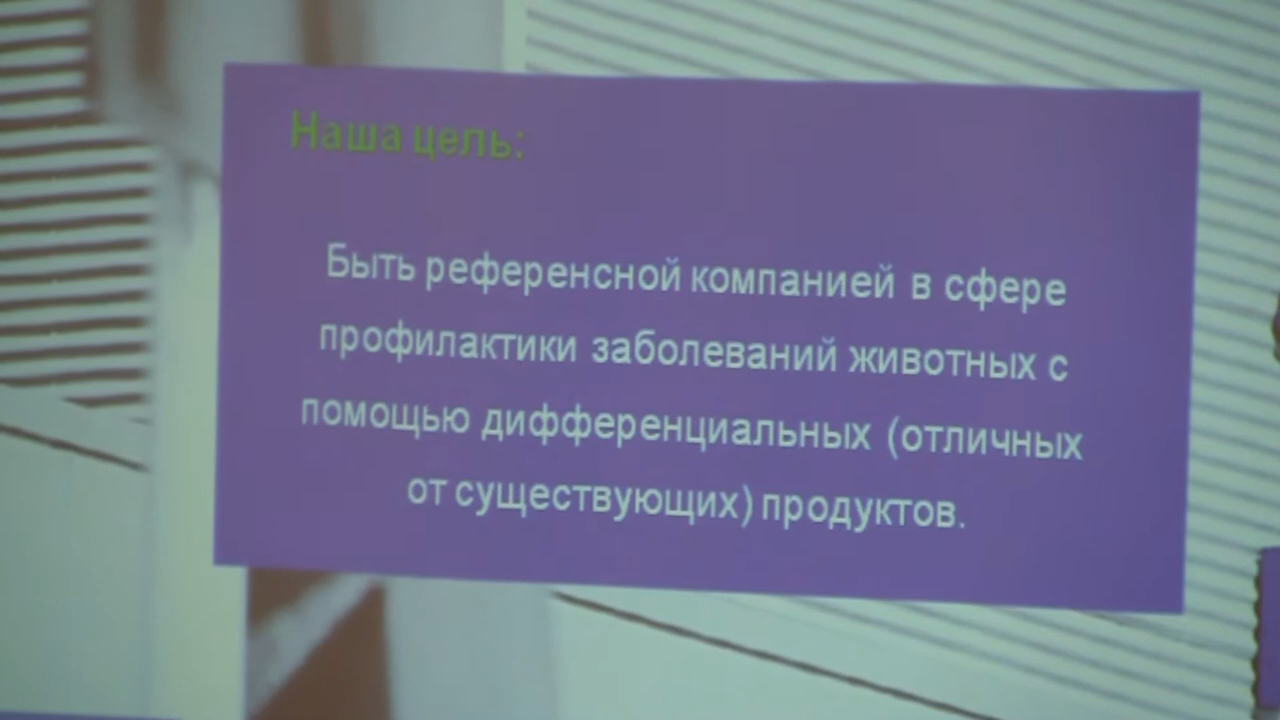 Наша цель:
Быть референсной компанией в сфере
профилактики заболеваний животных с
помощью дифференциальных (отличных
от существующих) продуктов.